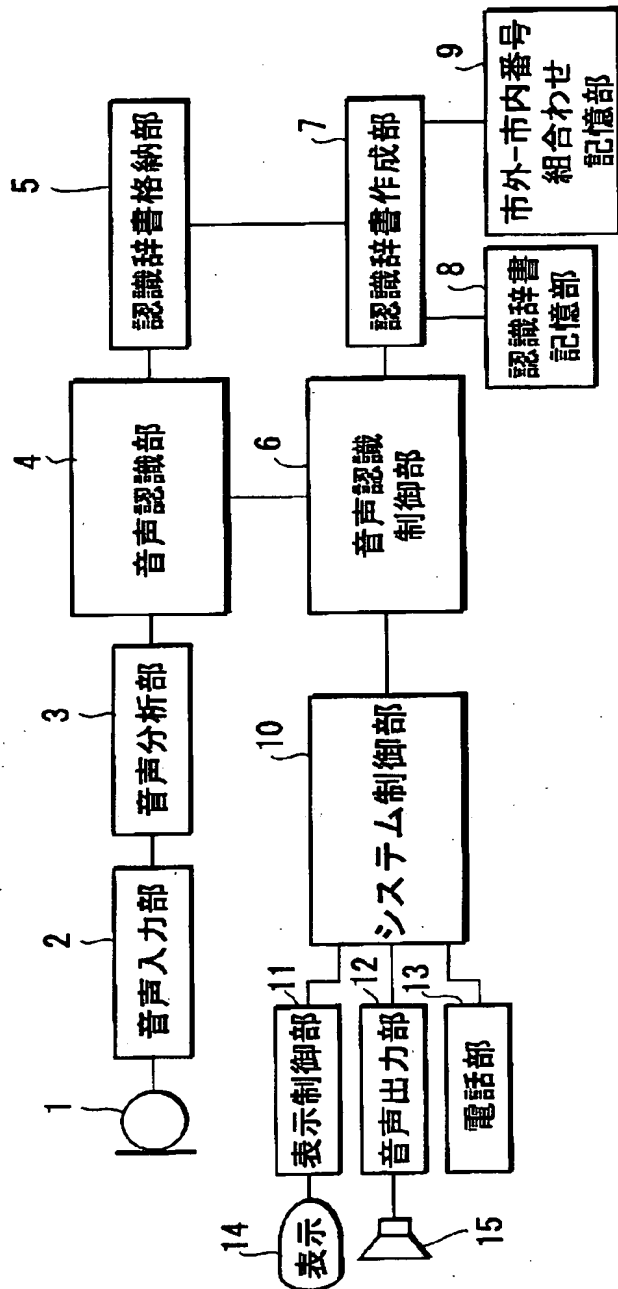 1
2
音声入力部
3
音声分析部
4
音声認識部
5
認識辞書格納部
6
音声認識
制御部
7
認識辞書作成部
8
認識辞書
記憶部
9
市外-市内番号
組合わせ
記憶部
10
システム制御部
11
表示制御部
12
音声出力部
13
電話部
14
表示
15